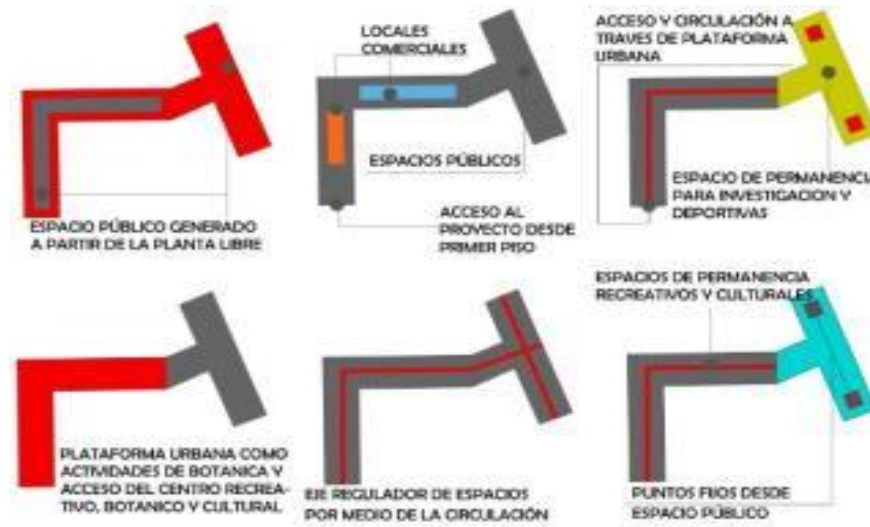 ESPACIO PÚBLICO GENERADO
A PARTIR DE LA PLANTA LIBRE
LOCALES
COMERCIALES
ESPACIOS PÚBLICOS
ACCESO AL
PROYECTO DESDE
PRIMER PISO
ACCESO Y CIRCULACIÓN A
TRAVES DE PLATAFORMA
URBANA
ESPACIO DE PERMANENCIA
PARA INVESTIGACION Y
DEPORTIVAS
PLATAFORMA URBANA COMO
ACTIVIDADES DE BOTANICA Y
ACCESO DEL CENTRO RECREA-
TIVO, BOTANICO Y CULTURAL
EJE REGULADOR DE ESPACIOS
POR MEDIO DE LA CIRCULACIÓN
ESPACIOS DE PERMANENCIA
RECREATIVOS Y CULTURALES
PUNTOS FIJOS DESDE
ESPACIO PÚBLICO